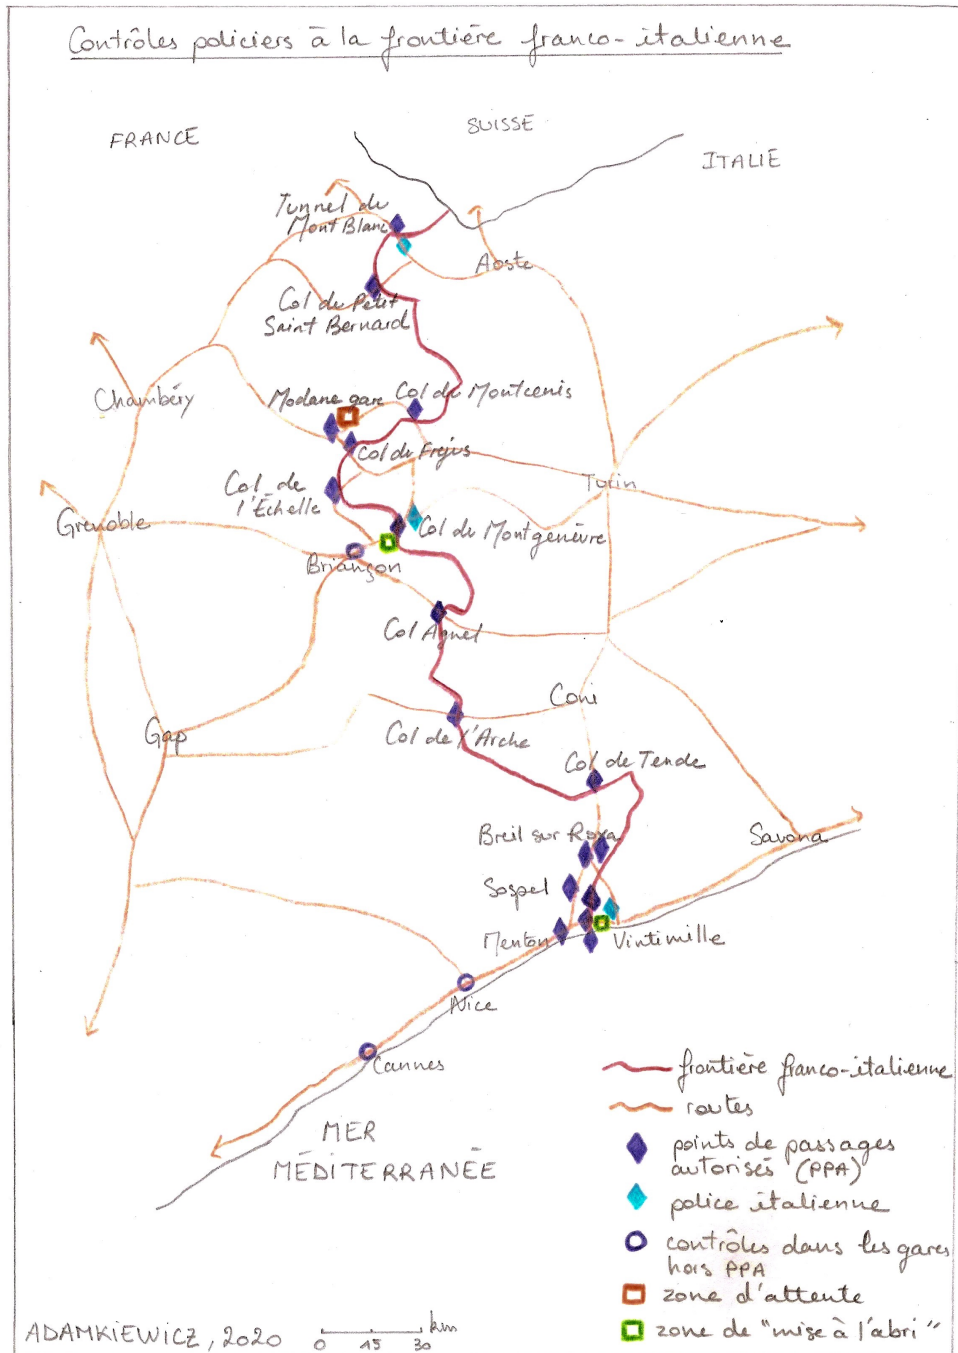 Contrôles policiers à la frontière franco-italienne
SUISSE
FRANCE
ITALIE
Tunnel du
Mont Blanc
Aoste
Col du Petit
Saint Bernard
Chambéry
Modane gare
Col du Montcenis
Col du Fréjus
Turin
Col de
l'Échelle
Grenoble
Col du Montgenèvre
Briançon
Col Agnel
Coni
Gap
Col de l'Arche
Col de Tende
Breil sur Roya
Savona
Sospel
Menton
Vintimille
Nice
Cannes
MER
MÉDITERRANÉE
frontière franco-italienne
routes
points de passages
autorisés (PPA)
police italienne
contrôles dans les gares
hors PPA
zone d'attente
zone de "mise à l'abri"
ADAMKIEWICZ, 2020
km
0 15 30